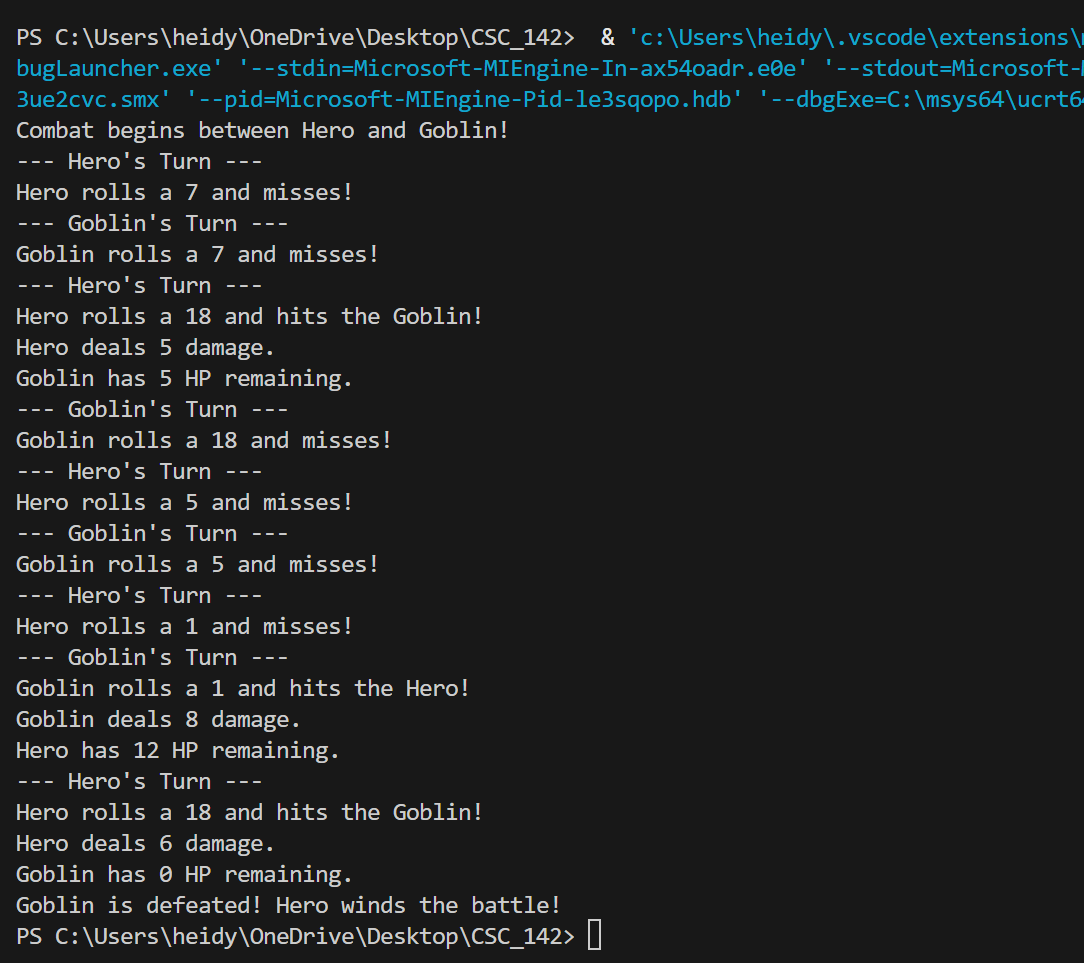 PS C:\Users\heidy\OneDrive\Desktop\CSC_142>  & 'c:\Users\heidy\.vscode\extensions\
bugLauncher.exe' '--stdin=Microsoft-MIEngine-In-ax54oadr.e0e' '--stdout=Microsoft-
3ue2cvc.smx' '--pid=Microsoft-MIEngine-Pid-le3sqopo.hdb' '--dbgExe=C:\msys64\ucrt6
Combat begins between Hero and Goblin!
--- Hero's Turn ---
Hero rolls a 7 and misses!
--- Goblin's Turn ---
Goblin rolls a 7 and misses!
--- Hero's Turn ---
Hero rolls a 18 and hits the Goblin!
Hero deals 5 damage.
Goblin has 5 HP remaining.
--- Goblin's Turn ---
Goblin rolls a 18 and misses!
--- Hero's Turn ---
Hero rolls a 5 and misses!
--- Goblin's Turn ---
Goblin rolls a 5 and misses!
--- Hero's Turn ---
Hero rolls a 1 and misses!
--- Goblin's Turn ---
Goblin rolls a 1 and hits the Hero!
Goblin deals 8 damage.
Hero has 12 HP remaining.
--- Hero's Turn ---
Hero rolls a 18 and hits the Goblin!
Hero deals 6 damage.
Goblin has 0 HP remaining.
Goblin is defeated! Hero winds the battle!
PS C:\Users\heidy\OneDrive\Desktop\CSC_142>